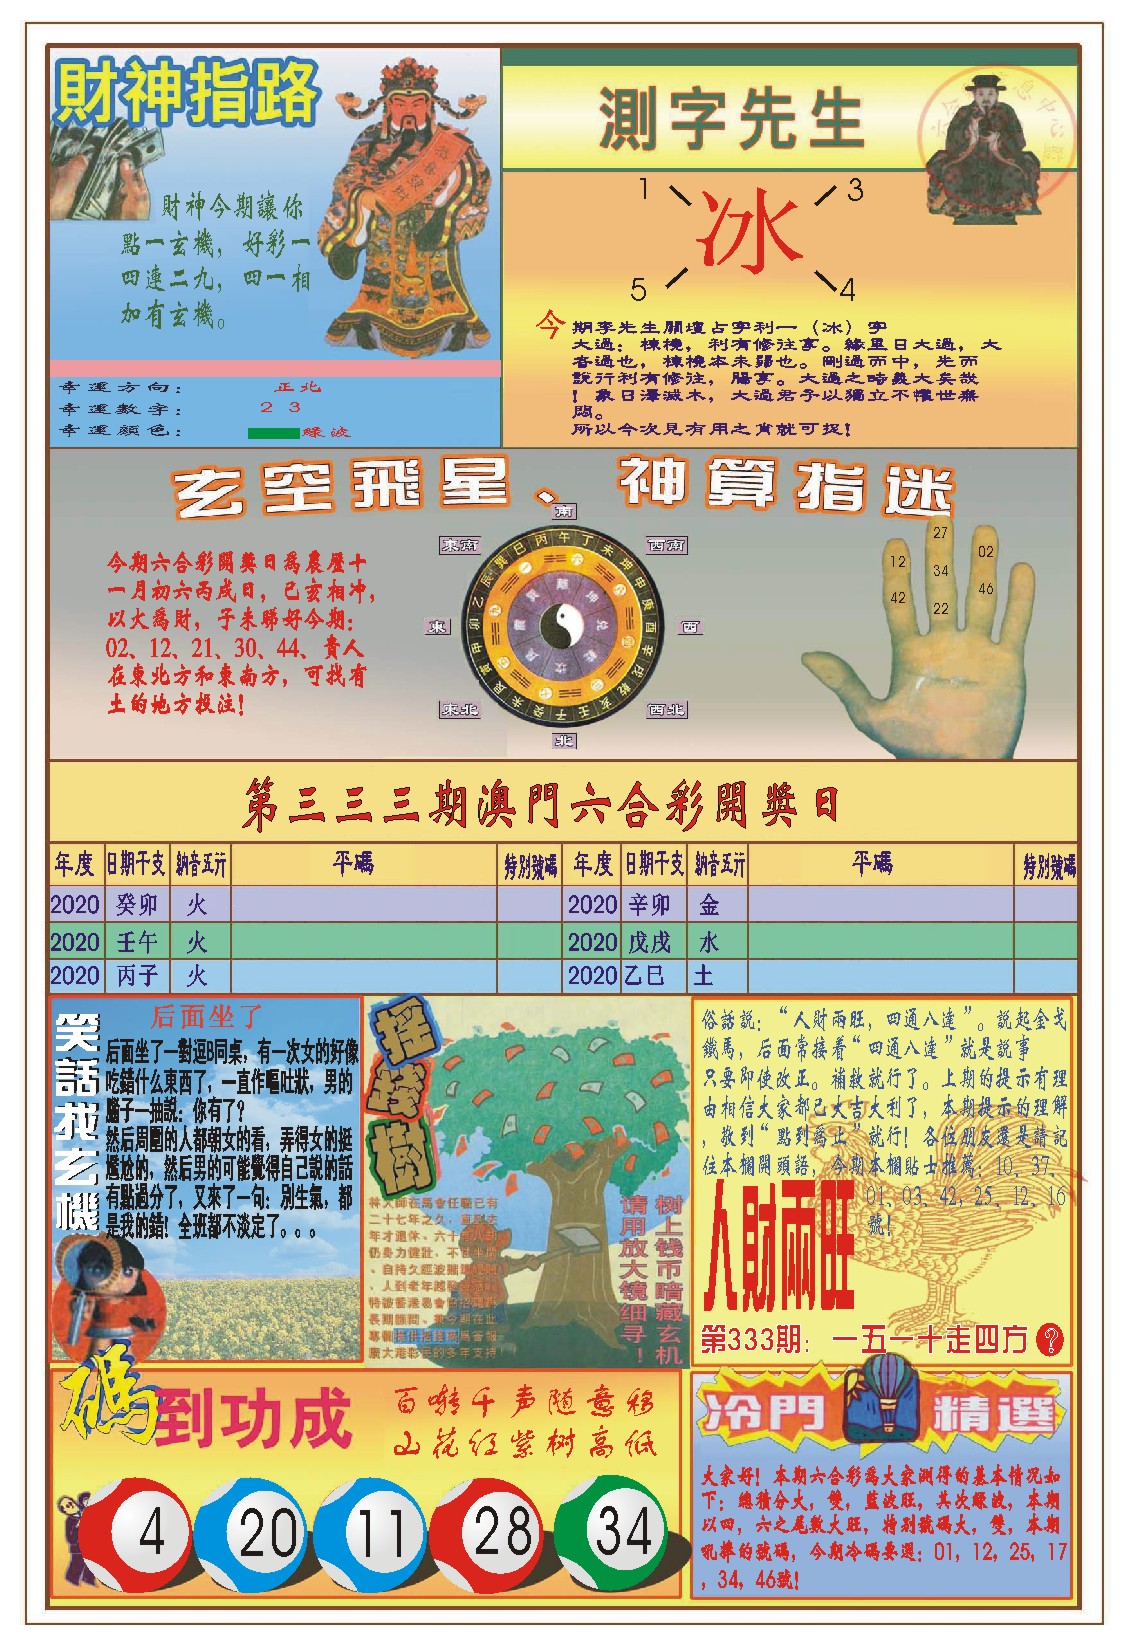 財神指路
財神今期讓你
點一玄機，好彩一
四連二九，四一相
加有玄機。
幸運方向： 正北
幸運數字： 2 3
幸運顏色： 綠波
測字先生
1 3
冰
5 4
今期李先生開壇占字利一（冰）字
大過：棟橈，利有攸往亨。緣里日大過，大
者過也，棟橈本末弱也。剛過而中，先而
說行利有攸往，腸亨。大過之時義大矣哉
！象日澤滅木，大過君子以獨立不懼世無
悶。
所以今次見有用之肖就可捉！
玄空飛星、神算指迷
今期六合彩開獎日爲農歷十
一月初六丙戌日，己亥相冲，
以火爲財，子未睇好今期：
02、12、21、30、44、貴人
在東北方和東南方，可找有
土的地方投注！
南
東南 西南
東 西
東北 西北
北
27
12 02
34
42 46
22
第三三三期澳門六合彩開獎日
年度 日期干支 納音五行 平碼 特別號碼 年度 日期干支 納音五行 平碼 特別號碼
2020 癸卯 火 2020 辛卯 金
2020 壬午 火 2020 戊戌 水
2020 丙子 火 2020 乙巳 土
笑話找玄機
后面坐了
后面坐了一對逗B同桌，有一次女的好像
吃錯什么東西了，一直作嘔吐狀，男的
腦子一抽説：你有了？
然后周圍的人都朝女的看，弄得女的挺
尷尬的，然后男的可能覺得自己説的話
有點過分了，又來了一句：别生氣，都
是我的錯！全班都不淡定了。。。
摇錢樹
树上钱币暗藏玄机
请用放大镜细寻！
俗話説：“人財兩旺，四通八達”。説起金戈
鐵馬，后面常接着“四通八達”就是説事
只要即使改正。補救就行了。上期的提示有理
由相信大家都已大吉大利了，本期提示的理解
，敬到“點到爲止”就行！各位朋友還是請記
住本欄開頭語，今期本欄貼士推薦：10、37、
01、03、42，25、12、16
號！
人財兩旺
第333期： 一五一十走四方？
碼到功成
百啭千声随意移
山花红紫树高低
4 20 11 28 34
冷門精選
大家好！本期六合彩爲大家測得的基本情况如
下：總積分大，雙，藍波旺，其次綠波，本期
以四，六之尾數大旺，特别號碼大，雙，本期
吼摔的號碼，今期冷碼要選：01，12，25，17
，34，46號！